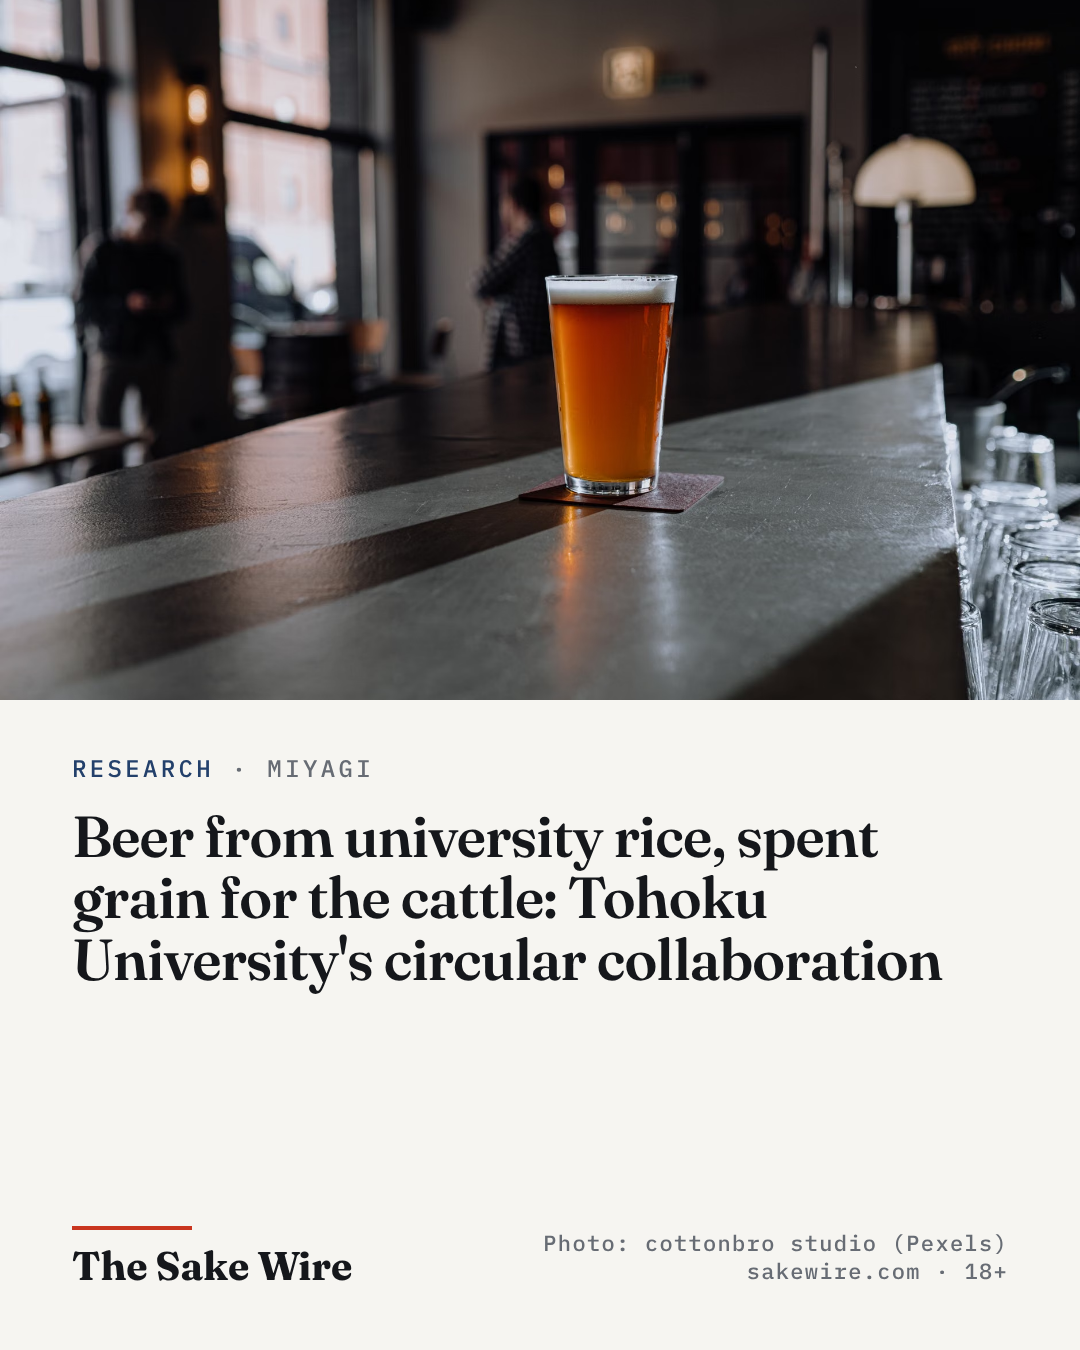 RESEARCH · MIYAGI
Beer from university rice, spent
grain for the cattle: Tohoku
University's circular collaboration
The Sake Wire
Photo: cottonbro studio (Pexels)
sakewire.com · 18+